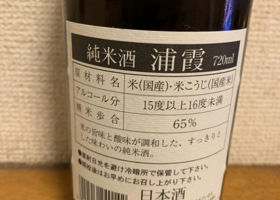 純米酒 浦霞 720ml
原材料名 米(国産)・米こうじ(国産米)
アルコール分 15度以上16度未満
精米歩合 65%
米の旨味と酸味が調和した、すっきりと
した味わいの純米酒。
直射日光を避け冷暗所で保管して下さい。
開栓後はお早めにお召し上がり下さい。
日本酒